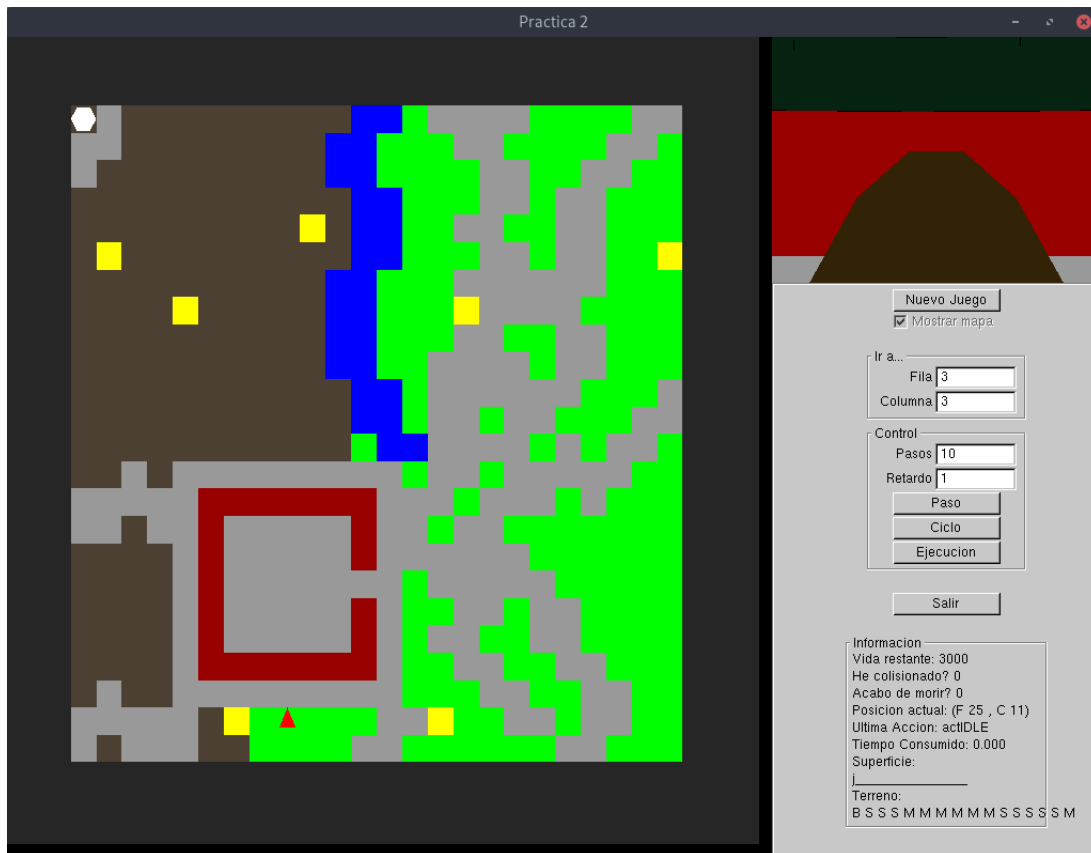 Practica 2
Nuevo Juego
Mostrar mapa
Ir a...
Fila 3
Columna 3
Control
Pasos 10
Retardo 1
Paso
Ciclo
Ejecucion
Salir
Informacion
Vida restante: 3000
He colisionado? 0
Acabo de morir? 0
Posicion actual: (F 25 , C 11)
Ultima Accion: actIDLE
Tiempo Consumido: 0.000
Superficie:
j_______________
Terreno:
B S S S M M M M M M S S S S S M